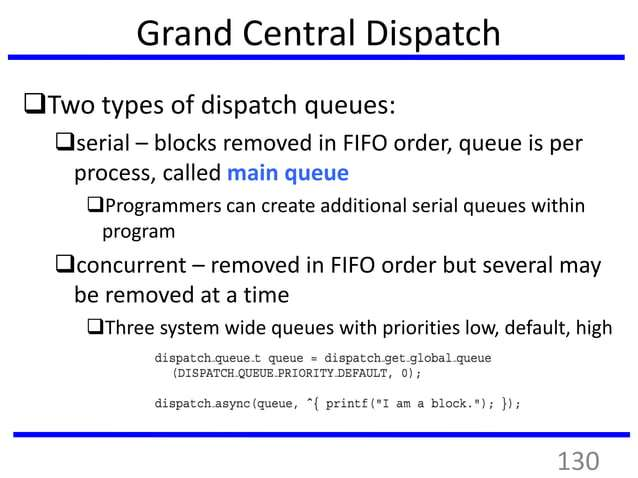 Grand Central Dispatch
❑Two types of dispatch queues:
❑serial – blocks removed in FIFO order, queue is per
process, called main queue
❑Programmers can create additional serial queues within
program
❑concurrent – removed in FIFO order but several may
be removed at a time
❑Three system wide queues with priorities low, default, high
dispatch_queue_t queue = dispatch_get_global_queue
(DISPATCH_QUEUE_PRIORITY_DEFAULT, 0);
dispatch_async(queue, ^{ printf("I am a block."); });
130